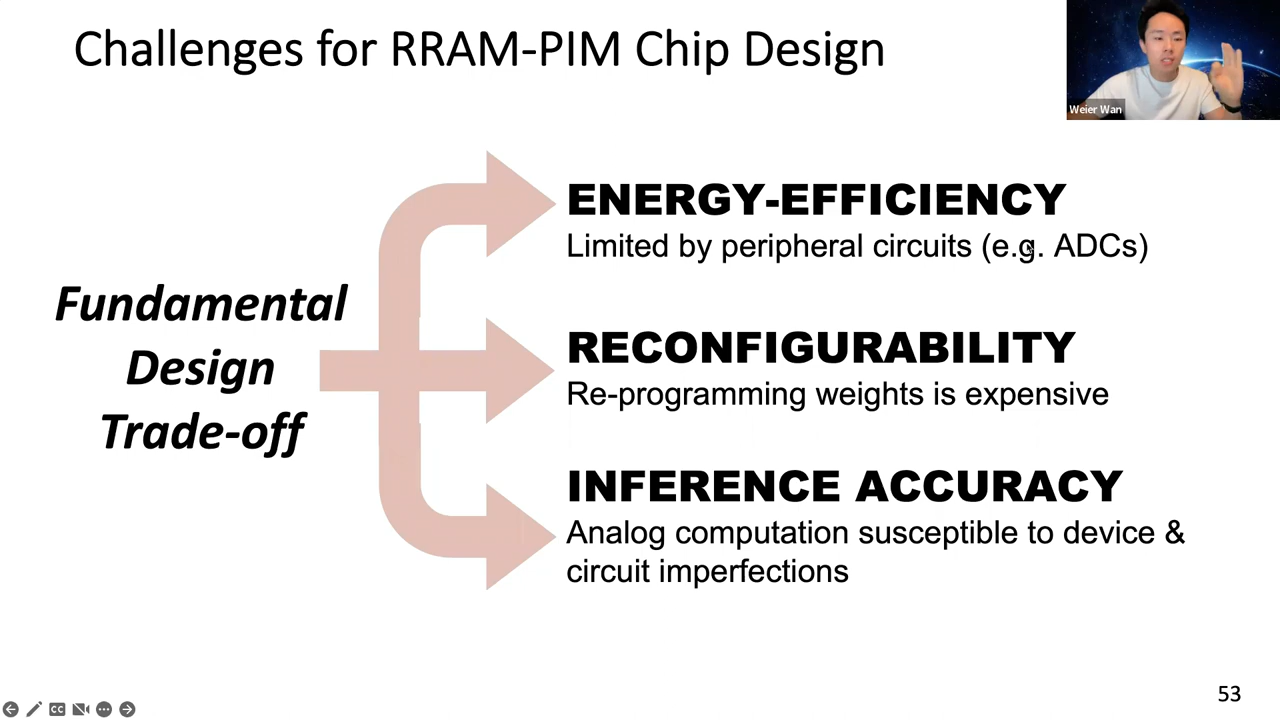 Challenges for RRAM-PIM Chip Design
Weier Wan
Fundamental
Design
Trade-off
ENERGY-EFFICIENCY
Limited by peripheral circuits (e.g. ADCs)
RECONFIGURABILITY
Re-programming weights is expensive
INFERENCE ACCURACY
Analog computation susceptible to device &
circuit imperfections
CC
53